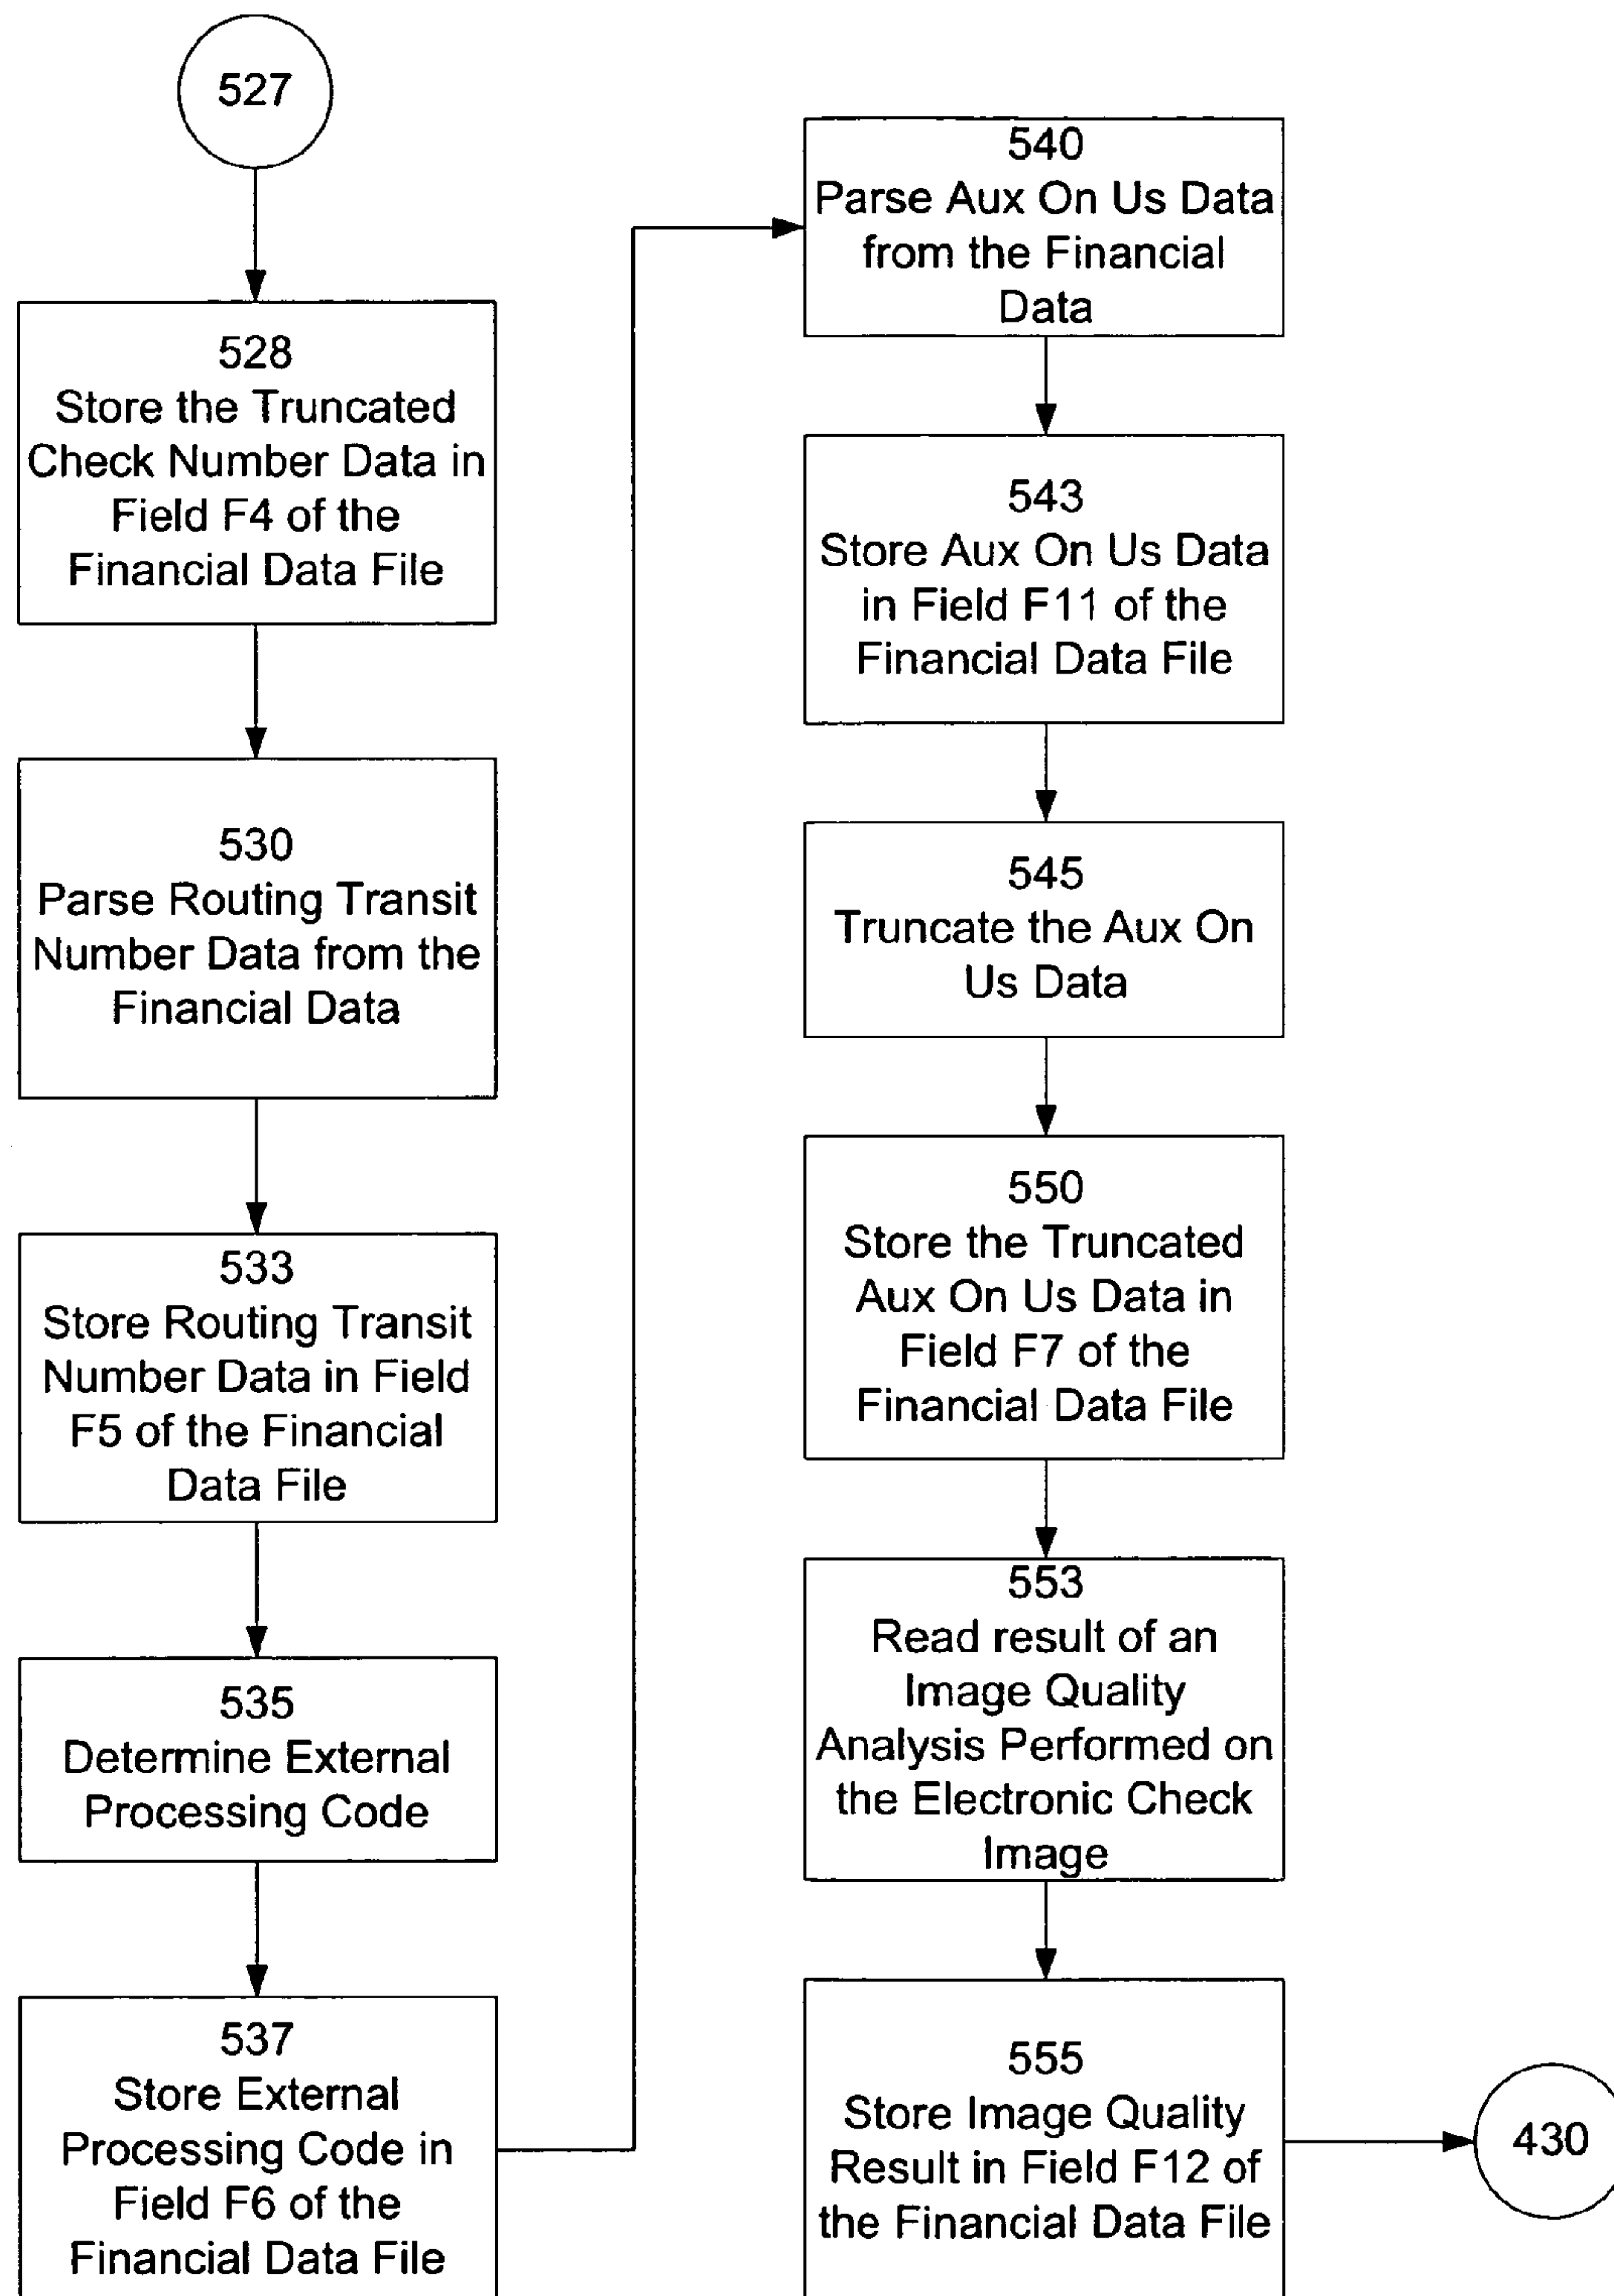 527
528
Store the Truncated
Check Number Data in
Field F4 of the
Financial Data File
530
Parse Routing Transit
Number Data from the
Financial Data
533
Store Routing Transit
Number Data in Field
F5 of the Financial
Data File
535
Determine External
Processing Code
537
Store External
Processing Code in
Field F6 of the
Financial Data File
540
Parse Aux On Us Data
from the Financial
Data
543
Store Aux On Us Data
in Field F11 of the
Financial Data File
545
Truncate the Aux On
Us Data
550
Store the Truncated
Aux On Us Data in
Field F7 of the
Financial Data File
553
Read result of an
Image Quality
Analysis Performed on
the Electronic Check
Image
555
Store Image Quality
Result in Field F12 of
the Financial Data File
430